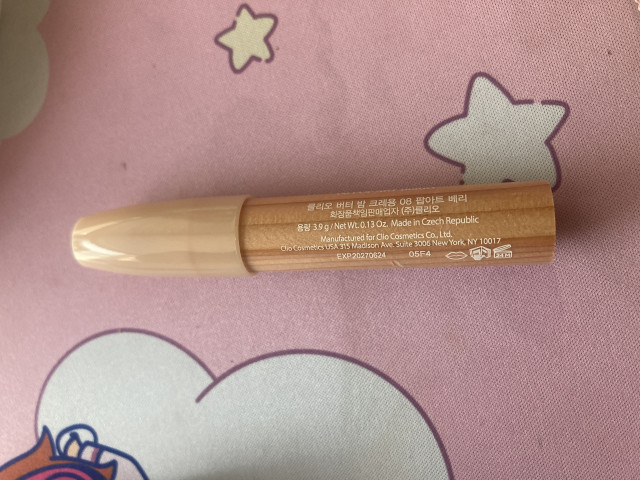 클리오 버터 밤 크레용 08 팝아트 베리
화장품책임판매업자 (주)클리오
용량 3.9 g / Net Wt. 0.13 Oz. Made in Czech Republic
Manufactured for Clio Cosmetics Co., Ltd.
Clio Cosmetics USA 315 Madison Ave. Suite 3006 New York, NY 10017
EXP.20270624 05F4